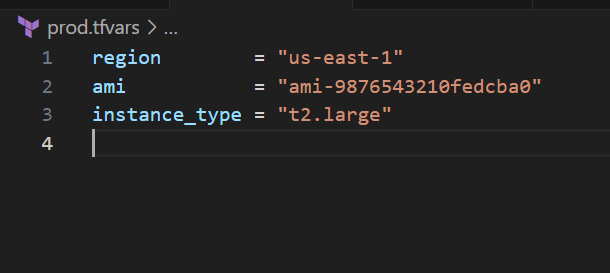 prod.tfvars > ...
1 region = "us-east-1"
2 ami = "ami-9876543210fedcba0"
3 instance_type = "t2.large"
4